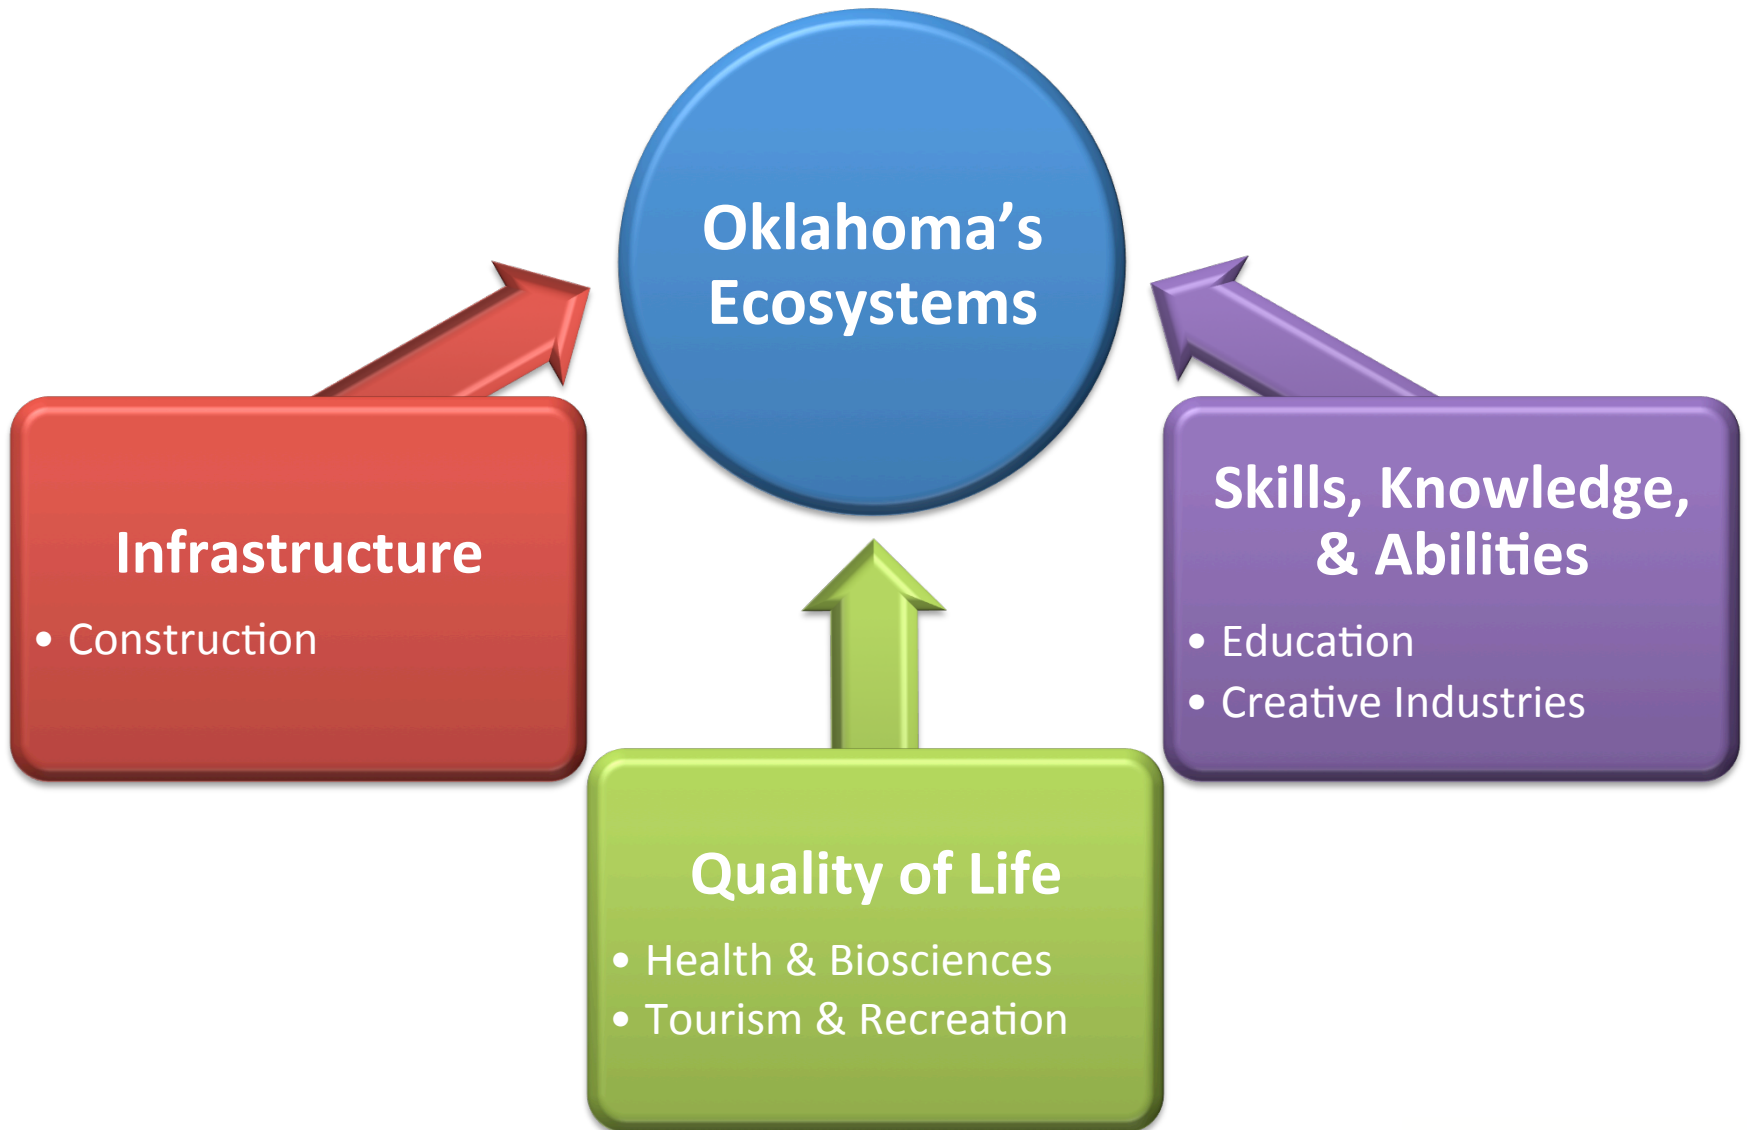 Oklahoma’s
Ecosystems
Infrastructure
• Construction
Skills, Knowledge,
& Abilities
• Education
• Creative Industries
Quality of Life
• Health & Biosciences
• Tourism & Recreation